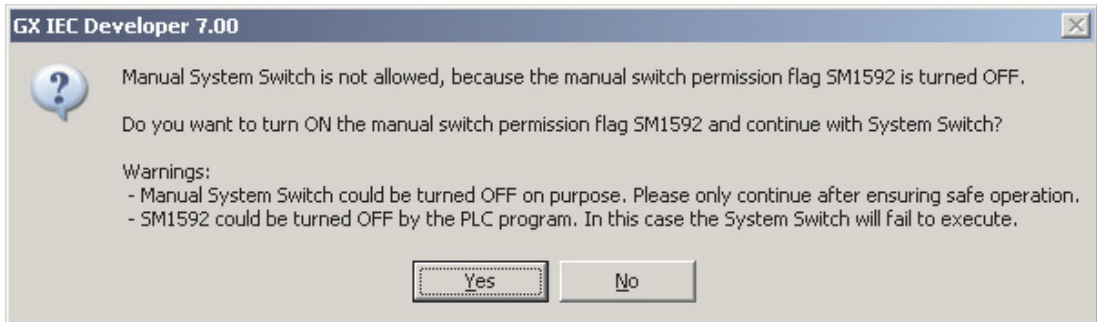 GX IEC Developer 7.00
Manual System Switch is not allowed, because the manual switch permission flag SM1592 is turned OFF.
Do you want to turn ON the manual switch permission flag SM1592 and continue with System Switch?
Warnings:
- Manual System Switch could be turned OFF on purpose. Please only continue after ensuring safe operation.
- SM1592 could be turned OFF by the PLC program. In this case the System Switch will fail to execute.
Yes No